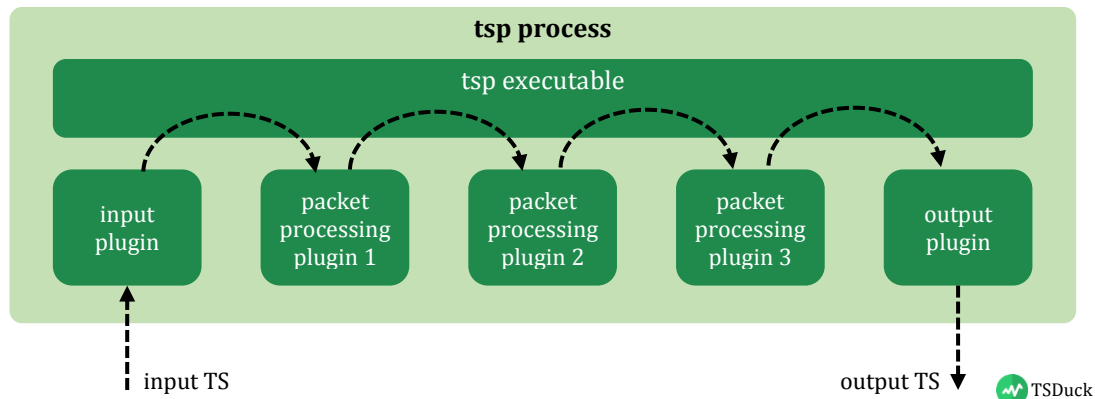 tsp process
tsp executable
input
plugin
packet
processing
plugin 1
packet
processing
plugin 2
packet
processing
plugin 3
output
plugin
input TS
output TS
TSDuck